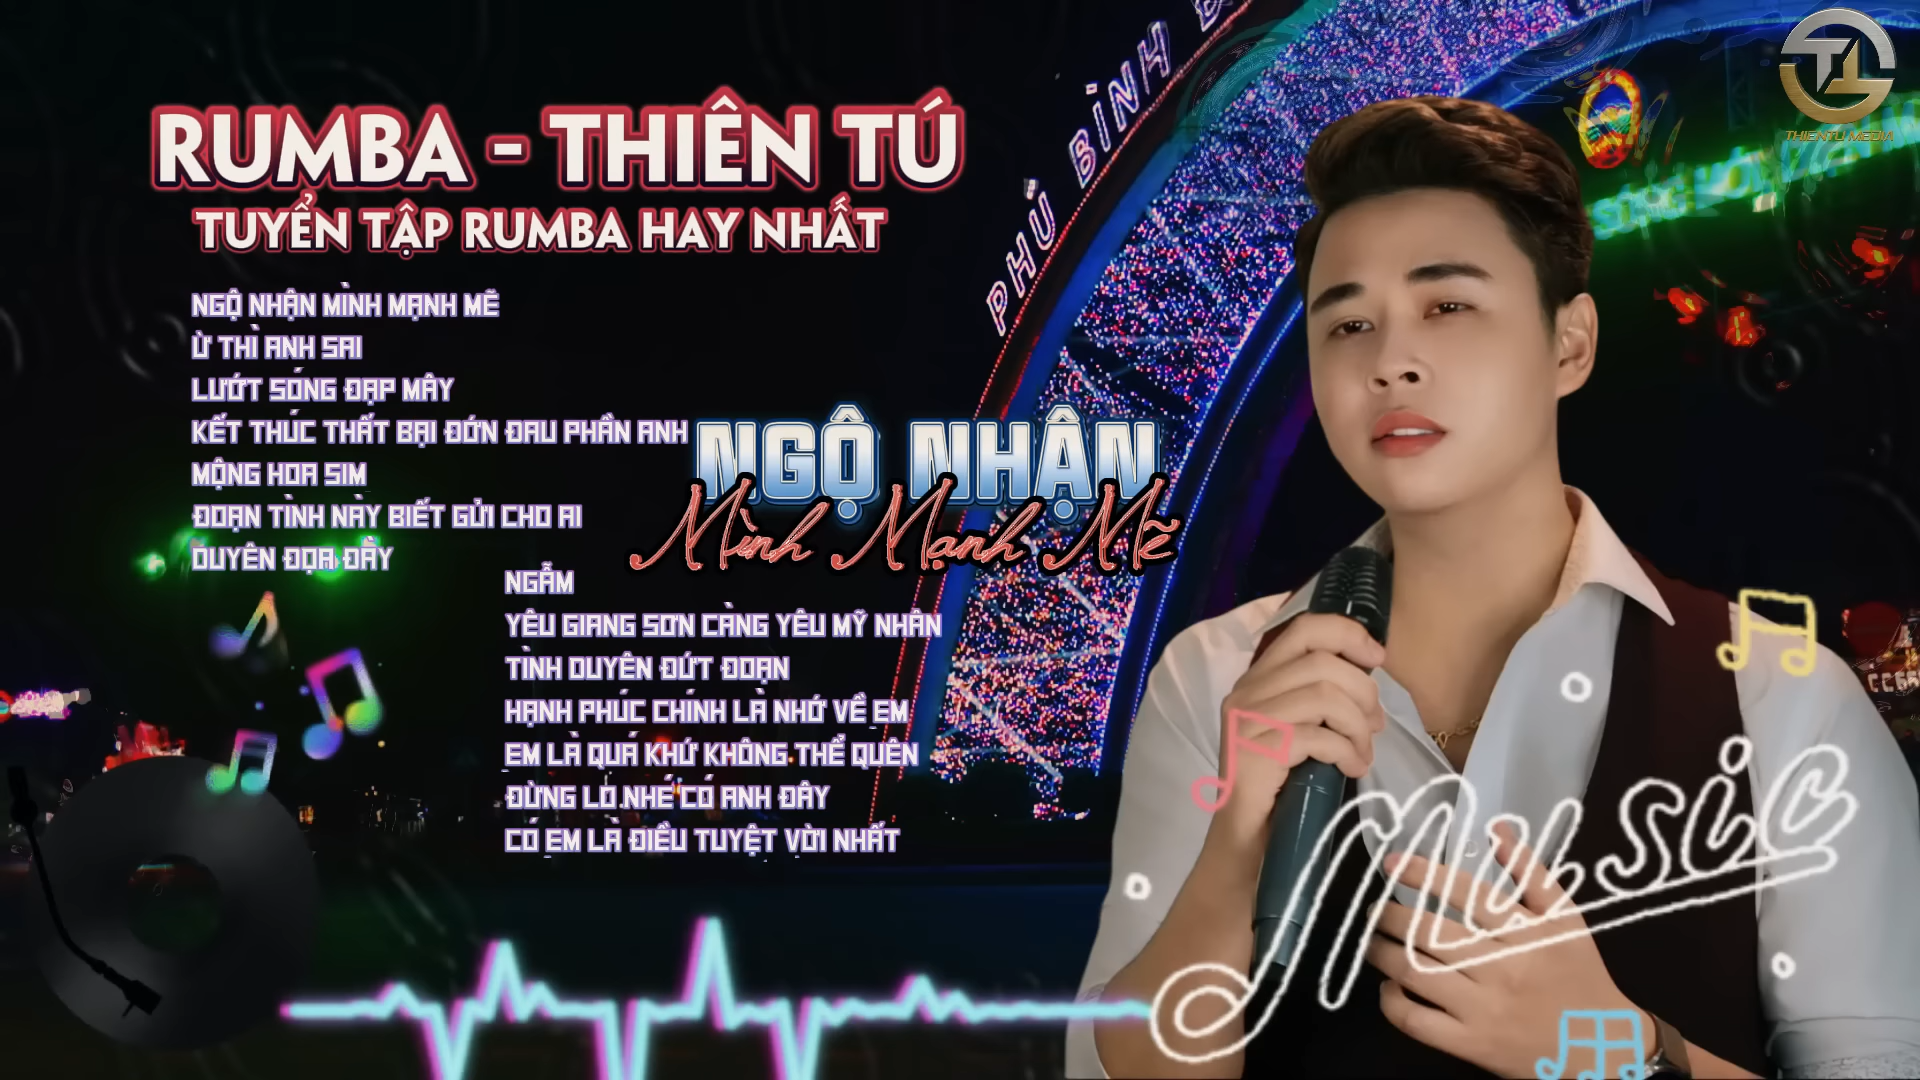 RUMBA - THIÊN TÚ
TUYỂN TẬP RUMBA HAY NHẤT
NGỘ NHẬN MÌNH MẠNH MẼ
Ừ THÌ ANH SAI
LƯỚT SÓNG ĐẠP MÂY
KẾT THÚC THẤT BẠI ĐỚN ĐAU PHẦN ANH
MỘNG HOA SIM
ĐOẠN TÌNH NÀY BIẾT GỬI CHO AI
DUYÊN ĐỌA ĐẦY
NGẪM
YÊU GIANG SƠN CÀNG YÊU MỸ NHÂN
TÌNH DUYÊN ĐỨT ĐOẠN
HẠNH PHÚC CHÍNH LÀ NHỚ VỀ EM
EM LÀ QUÁ KHỨ KHÔNG THỂ QUÊN
ĐỪNG LO NHÉ CÓ ANH ĐÂY
CÓ EM LÀ ĐIỀU TUYỆT VỜI NHẤT
NGỘ NHẬN
Mình Mạnh Mẽ
PHÚ BÌNH
THIENTU MEDIA
Music